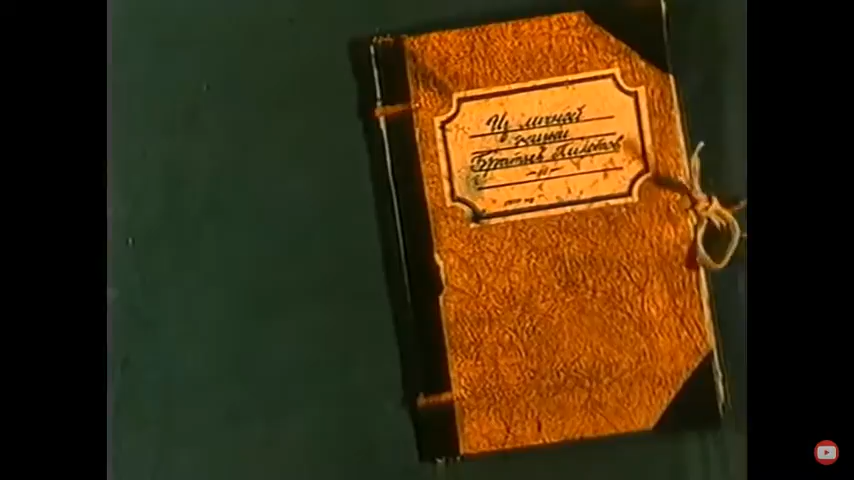 Из личной
папки
Братьев Пилотов